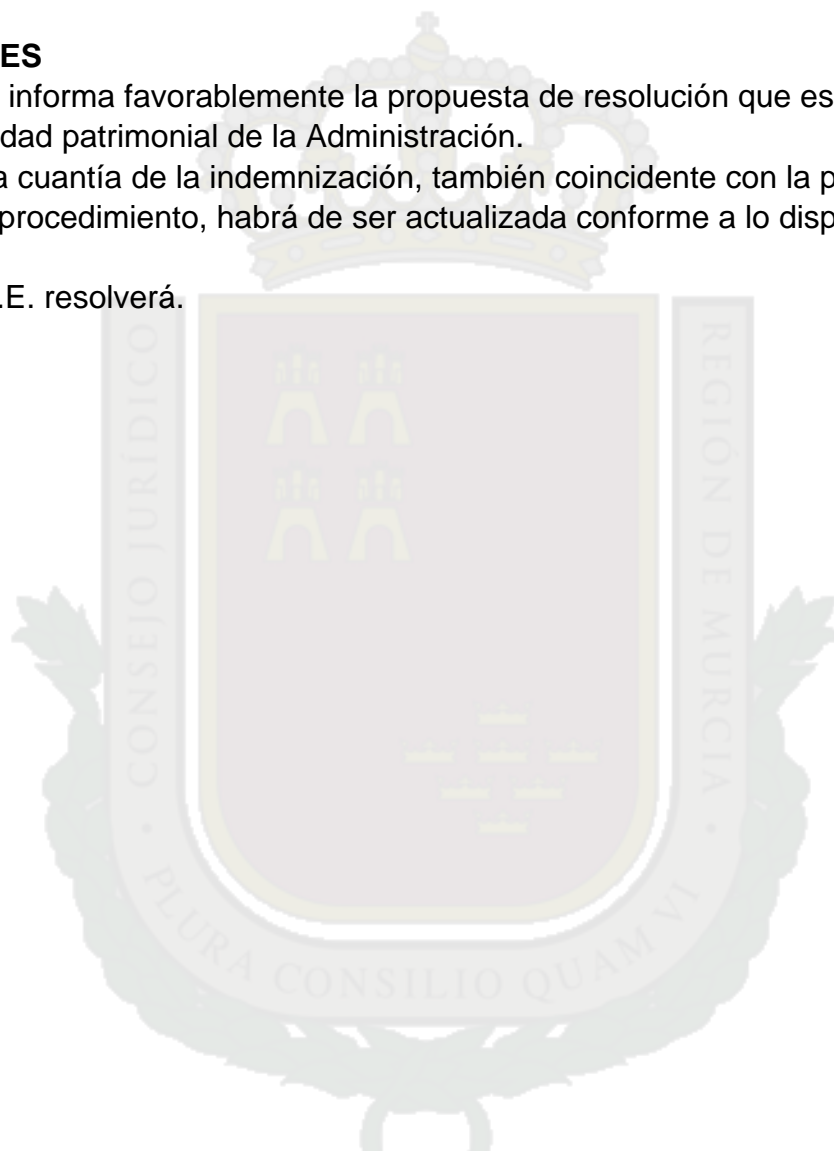 ES
informa favorablemente la propuesta de resolución que es
dad patrimonial de la Administración.
a cuantía de la indemnización, también coincidente con la p
procedimiento, habrá de ser actualizada conforme a lo disp
.E. resolverá.
CONSEJO JURÍDICO
REGIÓN DE MURCIA
PLURA CONSILIO QUAM VI